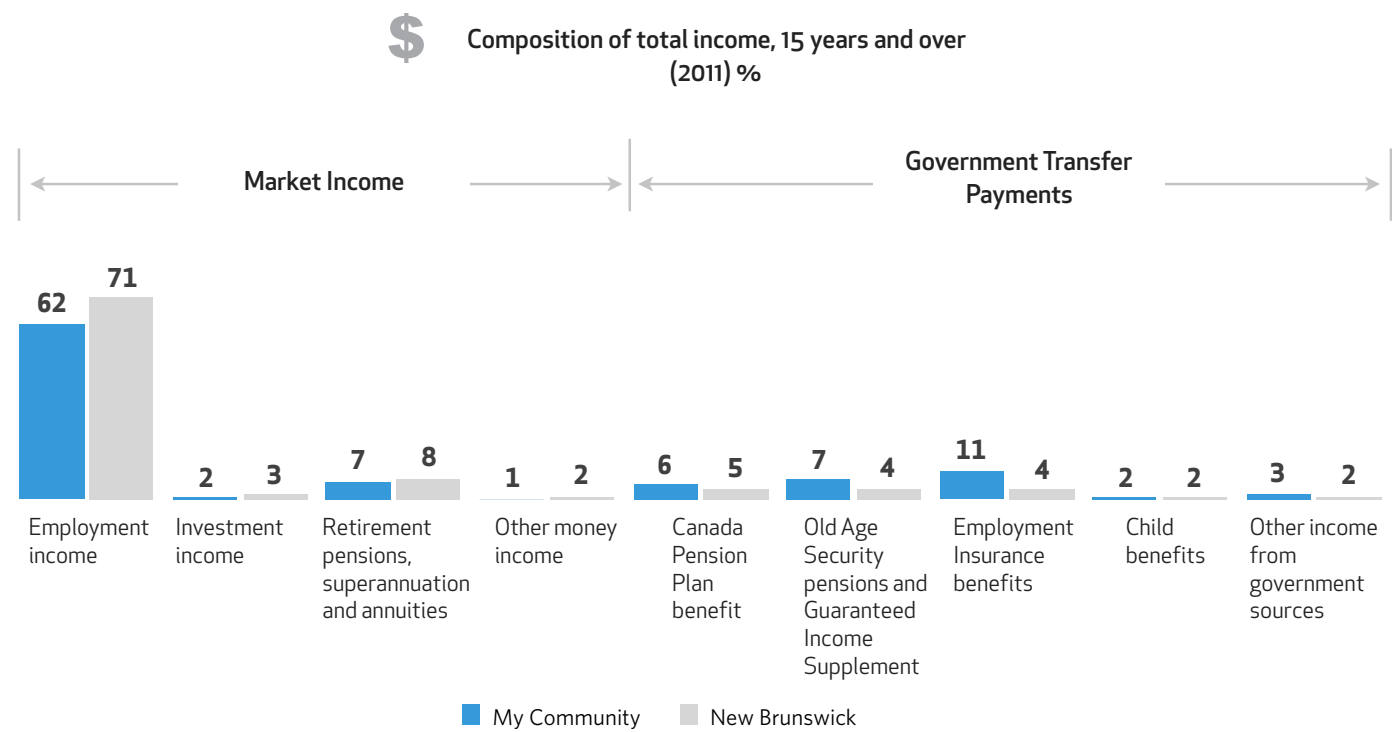 $
Composition of total income, 15 years and over
(2011) %
Market Income
Government Transfer
Payments
62
71
2
3
7
8
1
2
6
5
7
4
11
4
2
2
3
2
Employment
income
Investment
income
Retirement
pensions,
superannuation
and annuities
Other money
income
Canada
Pension
Plan
benefit
Old Age
Security
pensions and
Guaranteed
Income
Supplement
Employment
Insurance
benefits
Child
benefits
Other income
from
government
sources
My Community
New Brunswick